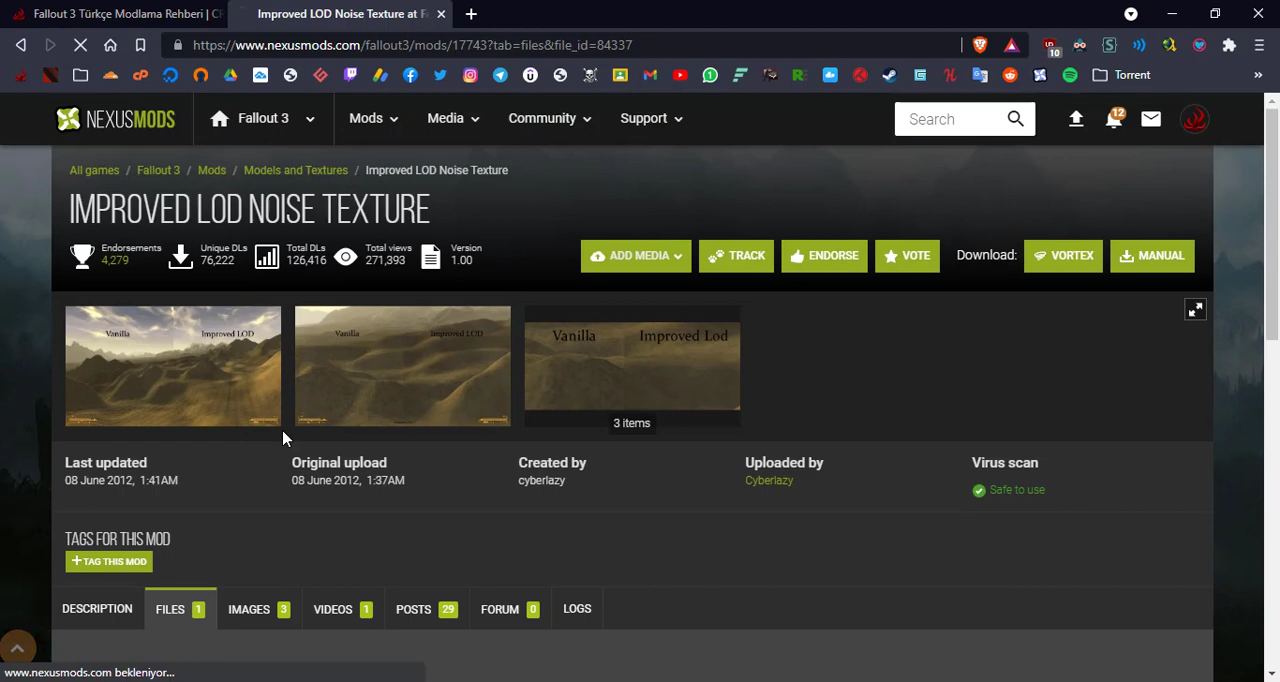 Fallout 3 Türkçe Modlama Rehberi | C
Improved LOD Noise Texture at F
https://www.nexusmods.com/fallout3/mods/17743?tab=files&file_id=84337
10
Torrent
NEXUSMODS
Fallout 3
Mods
Media
Community
Support
Search
12
All games / Fallout 3 / Mods / Models and Textures / Improved LOD Noise Texture
IMPROVED LOD NOISE TEXTURE
Endorsements
4,279
Unique DLs
76,222
Total DLs
126,416
Total views
271,393
Version
1.00
ADD MEDIA
TRACK
ENDORSE
VOTE
Download:
VORTEX
MANUAL
Vanilla
Improved LOD
Vanilla
Improved LOD
Vanilla
Improved Lod
3 items
Last updated
08 June 2012, 1:41AM
Original upload
08 June 2012, 1:37AM
Created by
cyberlazy
Uploaded by
Cyberlazy
Virus scan
Safe to use
TAGS FOR THIS MOD
+ TAG THIS MOD
DESCRIPTION
FILES 1
IMAGES 3
VIDEOS 1
POSTS 29
FORUM 0
LOGS
www.nexusmods.com bekleniyor...